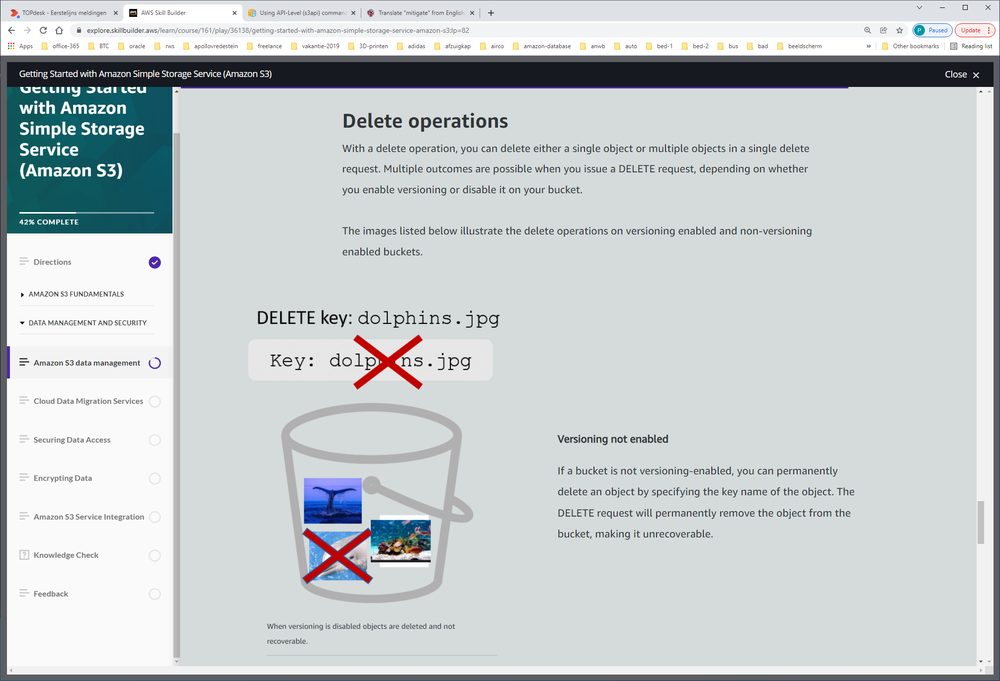 TOPdesk - Eerstelijns meldingen
AWS Skill Builder
Using API-Level (s3api) comman
Translate "mitigate" from English
explore.skillbuilder.aws/learn/course/161/play/36138/getting-started-with-amazon-simple-storage-service-amazon-s3;lp=82
P Paused
Update
Apps office-365 BTC oracle rws apollovredestein freelance vakantie-2019 3D-printen adidas afzuigkap airco amazon-database anwb auto bed-1 bed-2 bus bad beeldscherm » Other bookmarks Reading list
Getting Started with Amazon Simple Storage Service (Amazon S3)
Close
Getting Started
with Amazon
Simple Storage
Service
(Amazon S3)
42% COMPLETE
Directions
AMAZON S3 FUNDAMENTALS
DATA MANAGEMENT AND SECURITY
Amazon S3 data management
Cloud Data Migration Services
Securing Data Access
Encrypting Data
Amazon S3 Service Integration
Knowledge Check
Feedback
Delete operations
With a delete operation, you can delete either a single object or multiple objects in a single delete
request. Multiple outcomes are possible when you issue a DELETE request, depending on whether
you enable versioning or disable it on your bucket.
The images listed below illustrate the delete operations on versioning enabled and non-versioning
enabled buckets.
DELETE key: dolphins.jpg
Key: dolphins.jpg
Versioning not enabled
If a bucket is not versioning-enabled, you can permanently
delete an object by specifying the key name of the object. The
DELETE request will permanently remove the object from the
bucket, making it unrecoverable.
When versioning is disabled objects are deleted and not
recoverable.